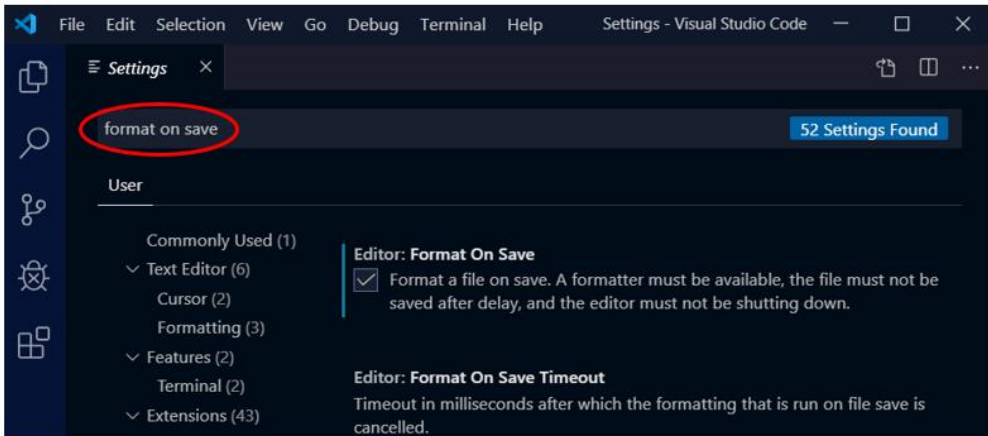 File Edit Selection View Go Debug Terminal Help Settings - Visual Studio Code
Settings
format on save 52 Settings Found
User
Commonly Used (1)
Text Editor (6)
Cursor (2)
Formatting (3)
Features (2)
Terminal (2)
Extensions (43)
Editor: Format On Save
Format a file on save. A formatter must be available, the file must not be
saved after delay, and the editor must not be shutting down.
Editor: Format On Save Timeout
Timeout in milliseconds after which the formatting that is run on file save is
cancelled.